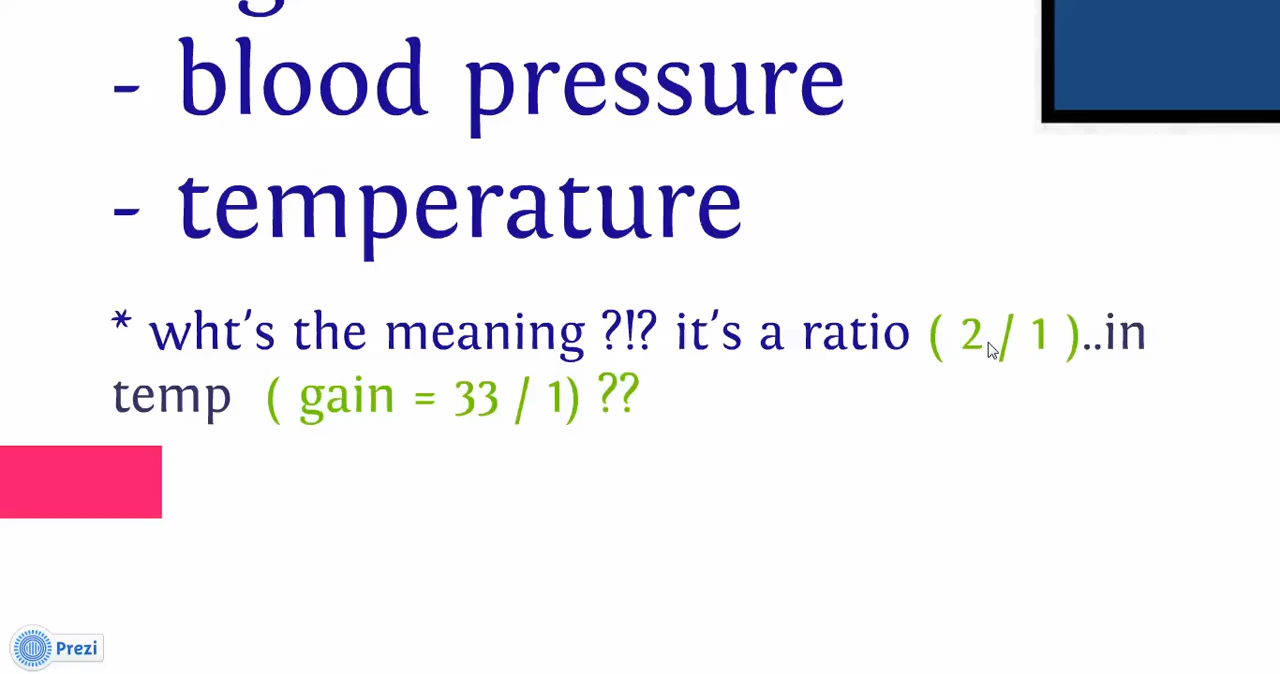 - blood pressure
- temperature
* wht's the meaning ?!? it's a ratio ( 2 / 1 )..in
temp ( gain = 33 / 1) ??
Prezi